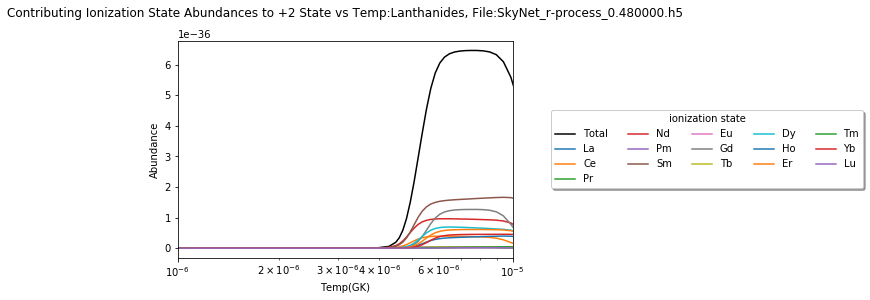 Contributing Ionization State Abundances to +2 State vs Temp:Lanthanides, File:SkyNet_r-process_0.480000.h5
1e−36
6
5
4
3
2
1
0
Abundance
10⁻⁶ 2 × 10⁻⁶ 3 × 10⁻⁶ 4 × 10⁻⁶ 6 × 10⁻⁶ 10⁻⁵
Temp(GK)
ionization state
Total Nd Eu Dy Tm
La Pm Gd Ho Yb
Ce Sm Tb Er Lu
Pr